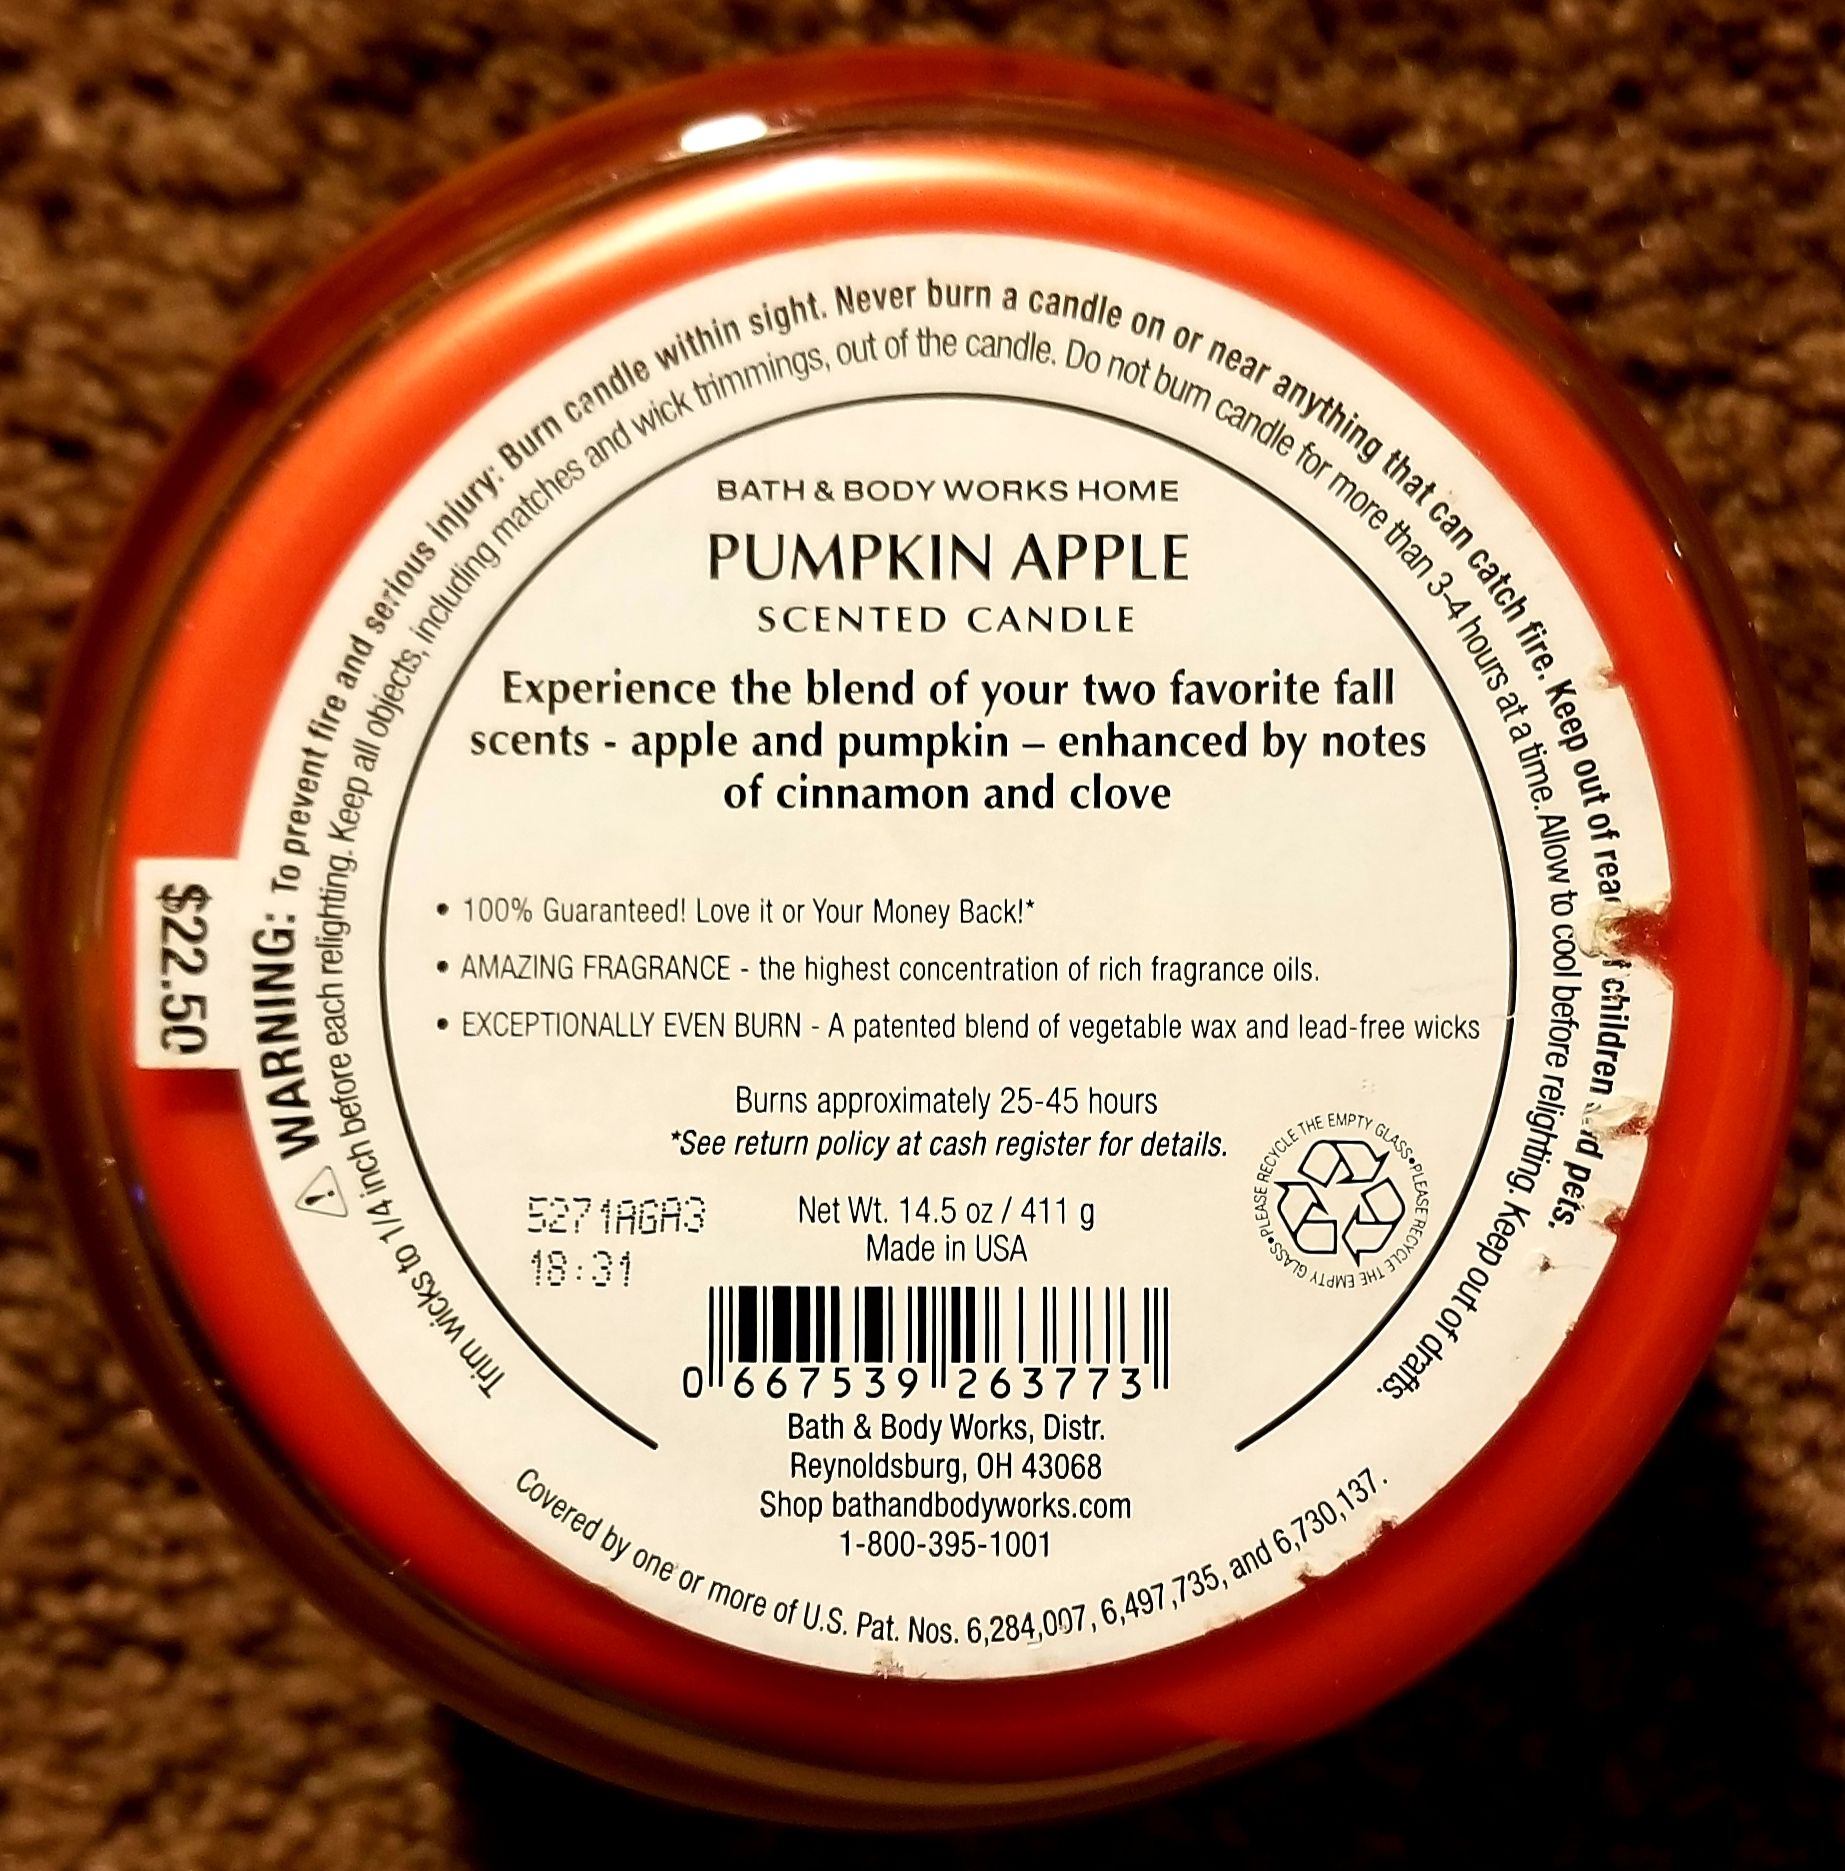 ⚠ WARNING: To prevent fire and serious injury: Burn candle within sight. Never burn a candle on or near anything that can catch fire. Keep out of children pets.
Trim wicks to 1/4 inch before each relighting. Keep all objects, including matches and wick trimmings, out of the candle. Do not burn candle for more than 3-4 hours at a time. Allow to cool before relighting. Keep out of drafts.
BATH & BODY WORKS HOME
PUMPKIN APPLE
SCENTED CANDLE
Experience the blend of your two favorite fall
scents - apple and pumpkin – enhanced by notes
of cinnamon and clove
$22.50
• 100% Guaranteed! Love it or Your Money Back!*
• AMAZING FRAGRANCE - the highest concentration of rich fragrance oils.
• EXCEPTIONALLY EVEN BURN - A patented blend of vegetable wax and lead-free wicks
Burns approximately 25-45 hours
*See return policy at cash register for details.
PLEASE RECYCLE THE EMPTY GLASS•PLEASE RECYCLE THE EMPTY GLASS•
5271AGA3
18:31
Net Wt. 14.5 oz / 411 g
Made in USA
0 667539 263773
Bath & Body Works, Distr.
Reynoldsburg, OH 43068
Shop bathandbodyworks.com
1-800-395-1001
Covered by one or more of U.S. Pat. Nos. 6,284,007, 6,497,735, and 6,730,137.